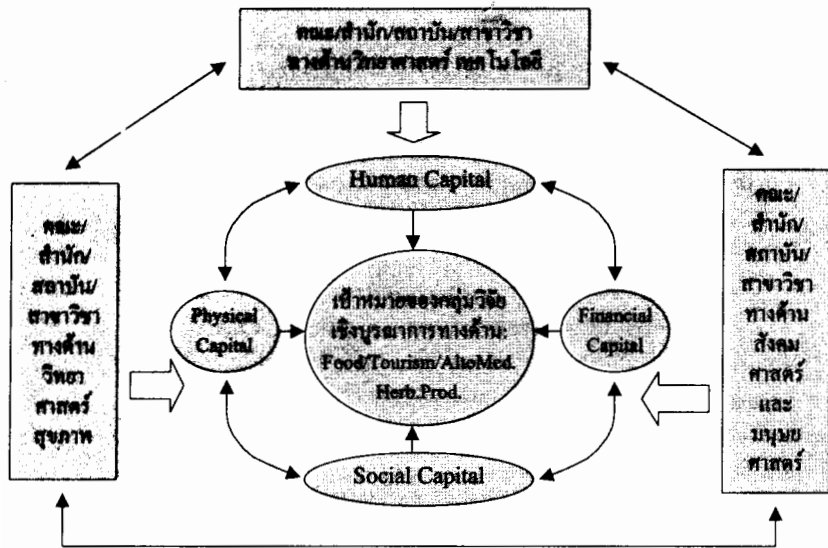 คณะ/สำนัก/สถาบัน/สาขาวิชา
ทางด้านวิทยาศาสตร์ เทคโนโลยี
Human Capital
คณะ/
สำนัก/
สถาบัน/
สาขาวิชา
ทางด้าน
วิทยา
ศาสตร์
สุขภาพ
Physical
Capital
เป้าหมายของกลุ่มวิจัย
เชิงบูรณาการทางด้าน:
Food/Tourism/AlteMed.
Herb.Prod.
Financial
Capital
คณะ/
สำนัก/
สถาบัน/
สาขาวิชา
ทางด้าน
สังคม
ศาสตร์
และ
มนุษย
ศาสตร์
Social Capital